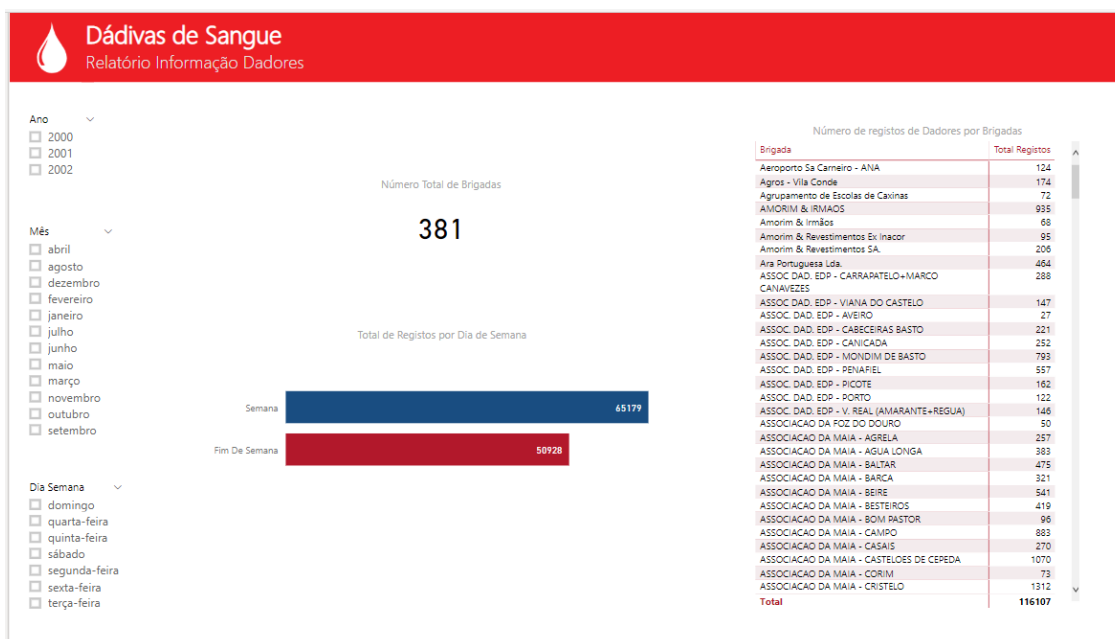 Dádivas de Sangue
Relatório Informação Dadores
Ano
2000
2001
2002
Mês
abril
agosto
dezembro
fevereiro
janeiro
julho
junho
maio
março
novembro
outubro
setembro
Dia Semana
domingo
quarta-feira
quinta-feira
sábado
segunda-feira
sexta-feira
terça-feira
Número Total de Brigadas
381
Total de Registos por Dia de Semana
Semana 65179
Fim De Semana 50928
Número de registos de Dadores por Brigadas
Brigada Total Registos
Aeroporto Sa Carneiro - ANA 124
Agros - Vila Conde 174
Agrupamento de Escolas de Caxinas 72
AMORIM & IRMAOS 935
Amorim & Irmãos 68
Amorim & Revestimentos Ex Inacor 95
Amorim & Revestimentos SA. 206
Ara Portuguesa Lda. 464
ASSOC DAD. EDP - CARRAPATELO+MARCO 288
CANAVEZES
ASSOC DAD. EDP - VIANA DO CASTELO 147
ASSOC. DAD. EDP - AVEIRO 27
ASSOC. DAD. EDP - CABECEIRAS BASTO 221
ASSOC. DAD. EDP - CANICADA 252
ASSOC. DAD. EDP - MONDIM DE BASTO 793
ASSOC. DAD. EDP - PENAFIEL 557
ASSOC. DAD. EDP - PICOTE 162
ASSOC. DAD. EDP - PORTO 122
ASSOC. DAD. EDP - V. REAL (AMARANTE+REGUA) 146
ASSOCIACAO DA FOZ DO DOURO 50
ASSOCIACAO DA MAIA - AGRELA 257
ASSOCIACAO DA MAIA - AGUA LONGA 383
ASSOCIACAO DA MAIA - BALTAR 475
ASSOCIACAO DA MAIA - BARCA 321
ASSOCIACAO DA MAIA - BEIRE 541
ASSOCIACAO DA MAIA - BESTEIROS 419
ASSOCIACAO DA MAIA - BOM PASTOR 96
ASSOCIACAO DA MAIA - CAMPO 883
ASSOCIACAO DA MAIA - CASAIS 270
ASSOCIACAO DA MAIA - CASTELOES DE CEPEDA 1070
ASSOCIACAO DA MAIA - CORIM 73
ASSOCIACAO DA MAIA - CRISTELO 1312
Total 116107